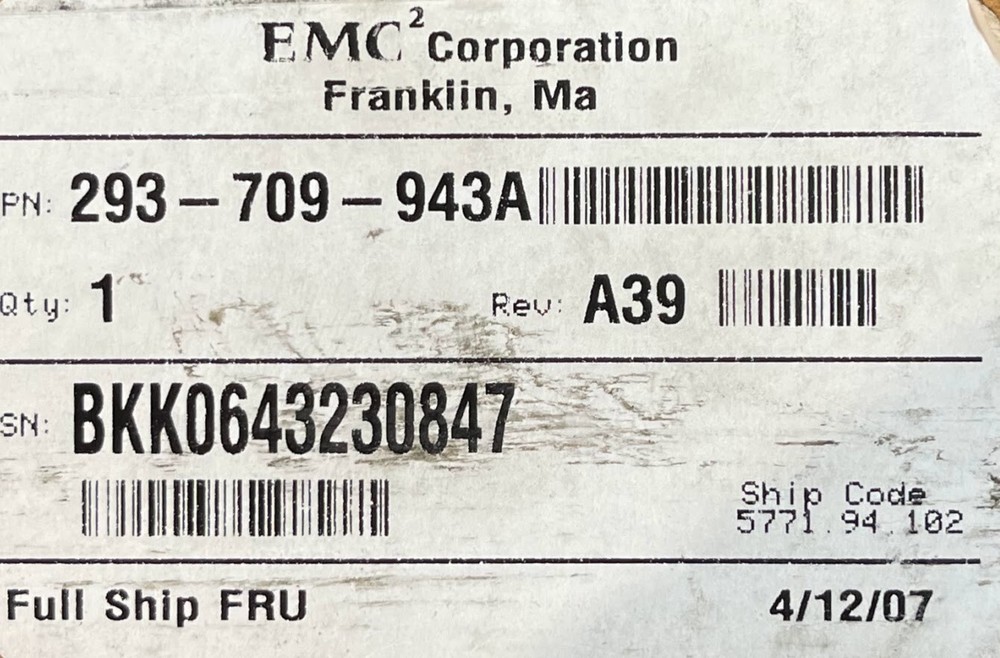 EMC² Corporation
Franklin, Ma
PN: 293-709-943A
Qty: 1 Rev: A39
SN: BKK0643230847
Ship Code
5771.94.102
Full Ship FRU 4/12/07